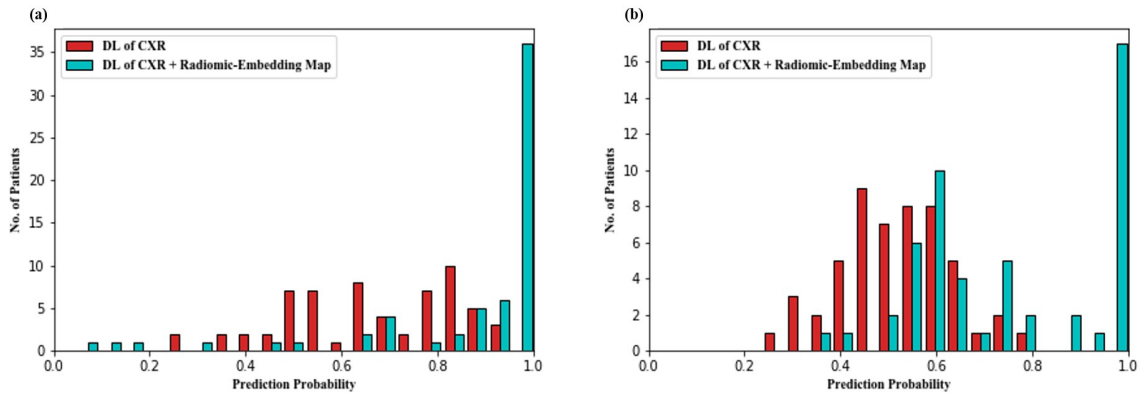 (a)
DL of CXR
DL of CXR + Radiomic-Embedding Map
No. of Patients
35
30
25
20
15
10
5
0
0.0 0.2 0.4 0.6 0.8 1.0
Prediction Probability
(b)
DL of CXR
DL of CXR + Radiomic-Embedding Map
No. of Patients
16
14
12
10
8
6
4
2
0
0.0 0.2 0.4 0.6 0.8 1.0
Prediction Probability